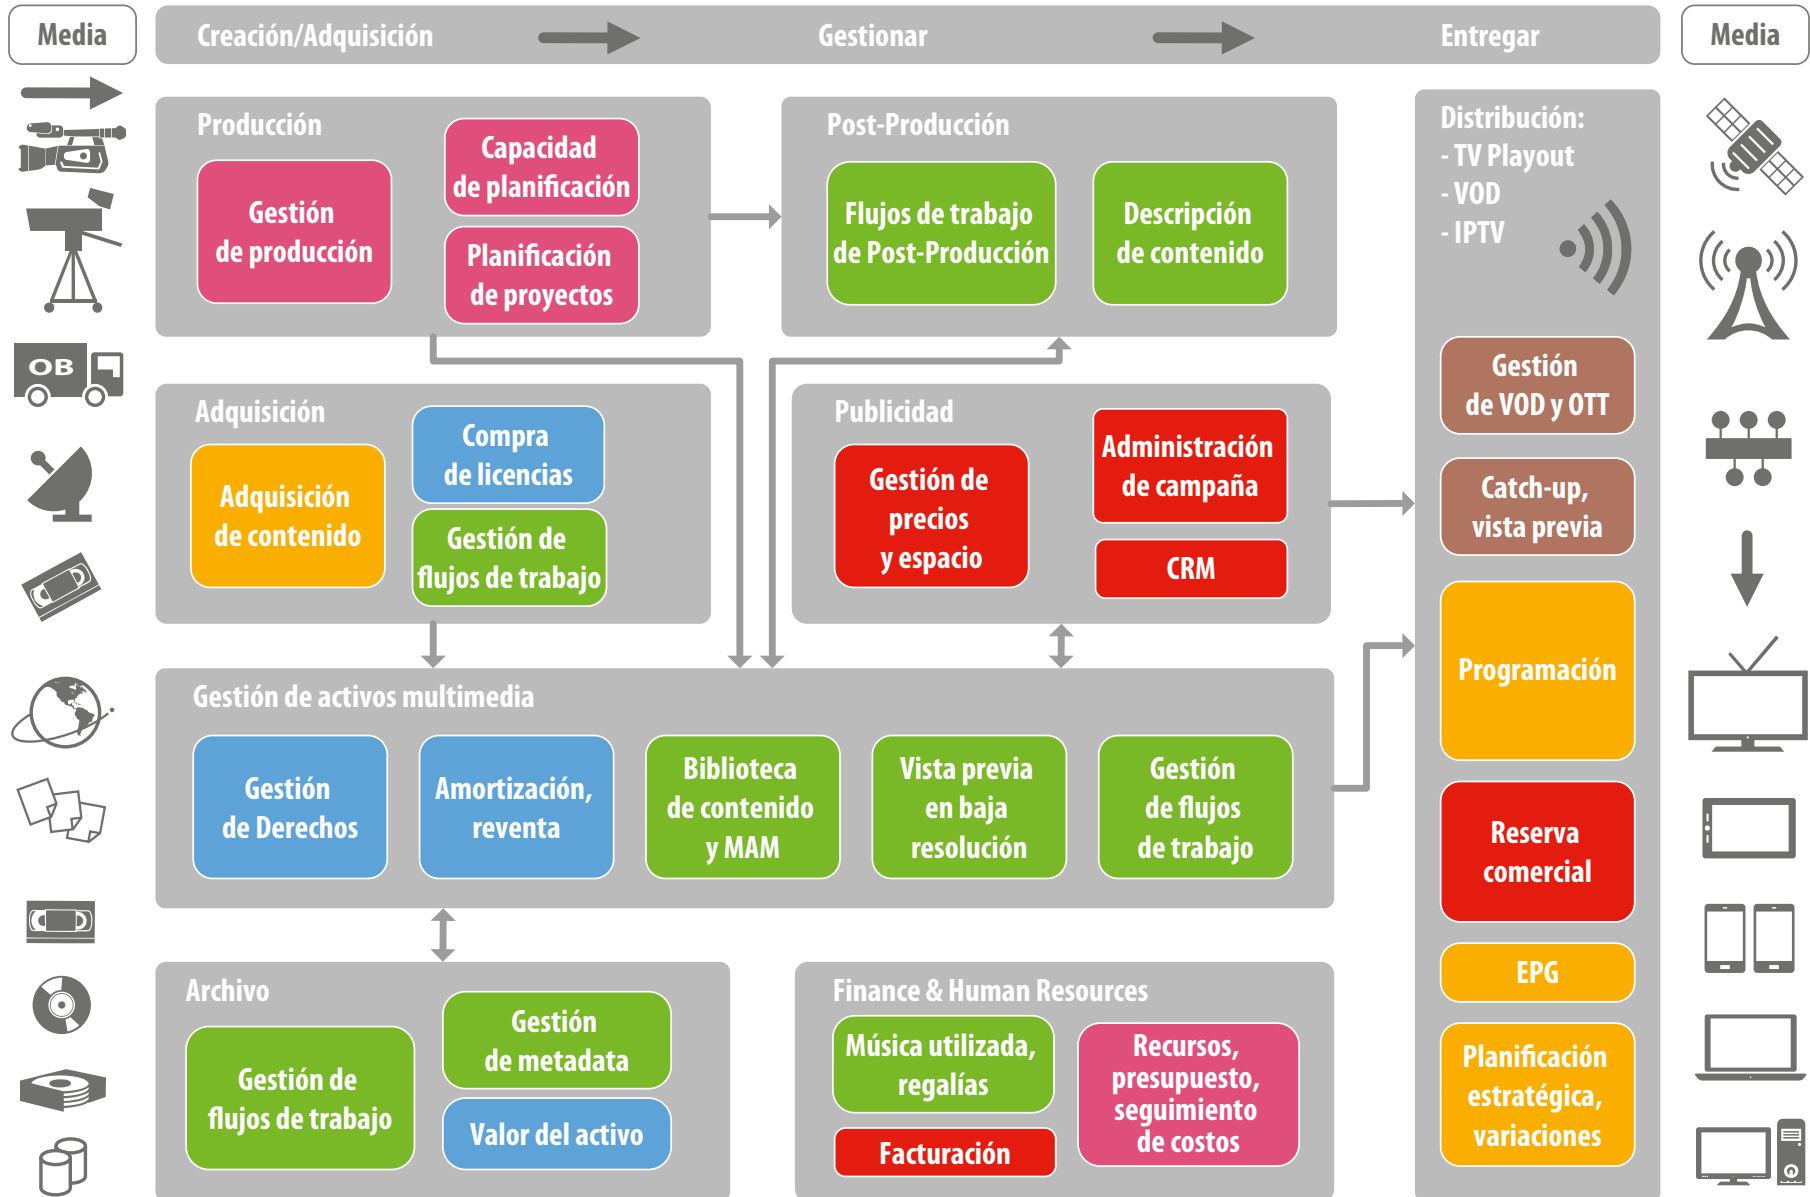 Media
Creación/Adquisición
Gestionar
Entregar
Media
Producción
Gestión
de producción
Capacidad
de planificación
Planificación
de proyectos
Post-Producción
Flujos de trabajo
de Post-Producción
Descripción
de contenido
Distribución:
- TV Playout
- VOD
- IPTV
OB
Adquisición
Adquisición
de contenido
Compra
de licencias
Gestión de
flujos de trabajo
Publicidad
Gestión de
precios
y espacio
Administración
de campaña
CRM
Gestión
de VOD y OTT
Catch-up,
vista previa
Programación
Reserva
comercial
EPG
Planificación
estratégica,
variaciones
Gestión de activos multimedia
Gestión
de Derechos
Amortización,
reventa
Biblioteca
de contenido
y MAM
Vista previa
en baja
resolución
Gestión
de flujos
de trabajo
Archivo
Gestión de
flujos de trabajo
Gestión
de metadata
Valor del activo
Finance & Human Resources
Música utilizada,
regalías
Facturación
Recursos,
presupuesto,
seguimiento
de costos